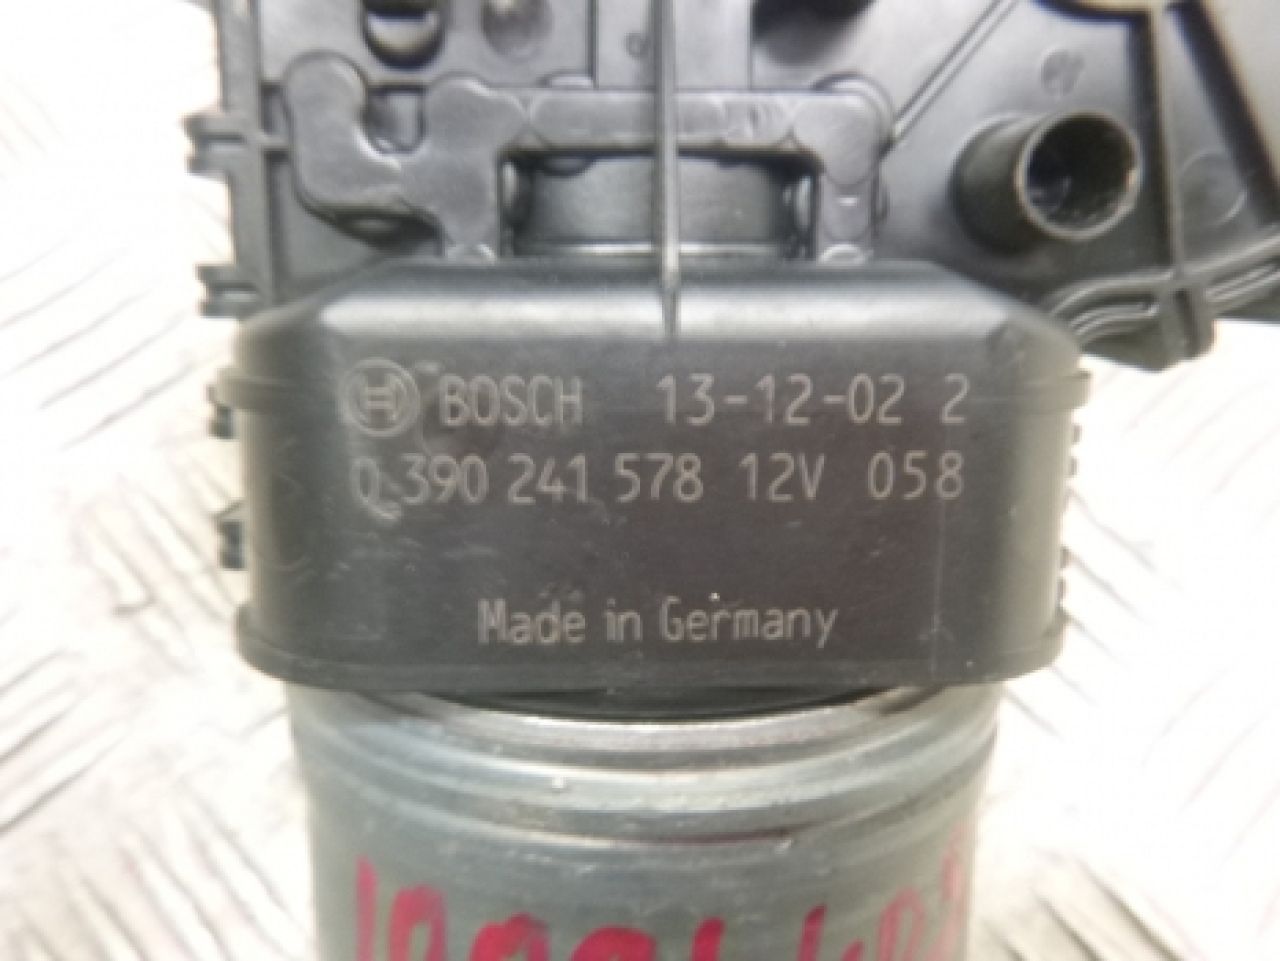 BOSCH 13-12-02 2
0 390 241 578 12V 058
Made in Germany